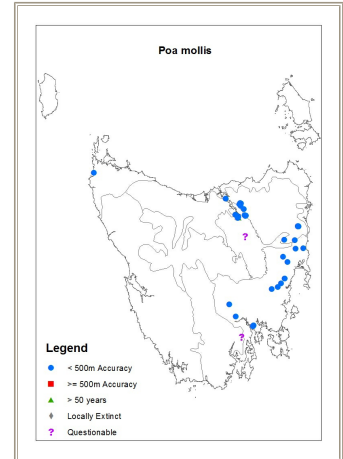 Poa mollis
?
?
Legend
< 500m Accuracy
>= 500m Accuracy
> 50 years
Locally Extinct
? Questionable